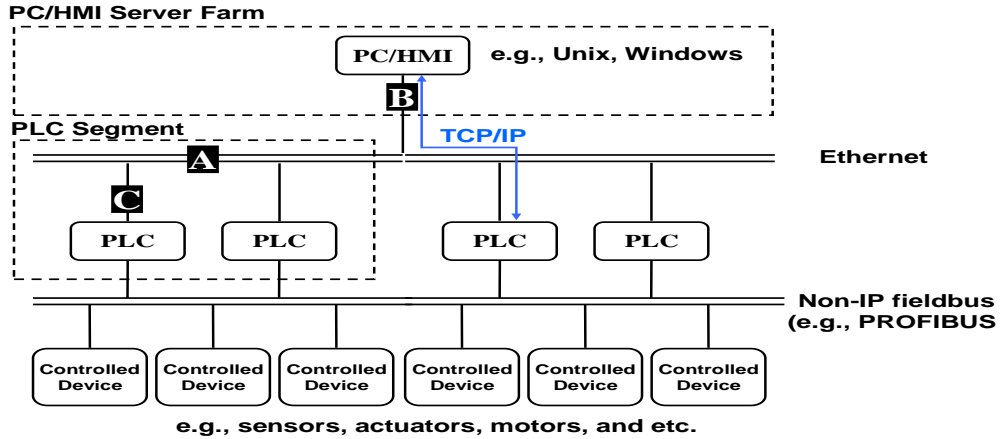 PC/HMI Server Farm
PC/HMI
e.g., Unix, Windows
B
PLC Segment
TCP/IP
A
Ethernet
C
PLC
PLC
PLC
PLC
Non-IP fieldbus
(e.g., PROFIBUS
Controlled
Device
Controlled
Device
Controlled
Device
Controlled
Device
Controlled
Device
Controlled
Device
e.g., sensors, actuators, motors, and etc.